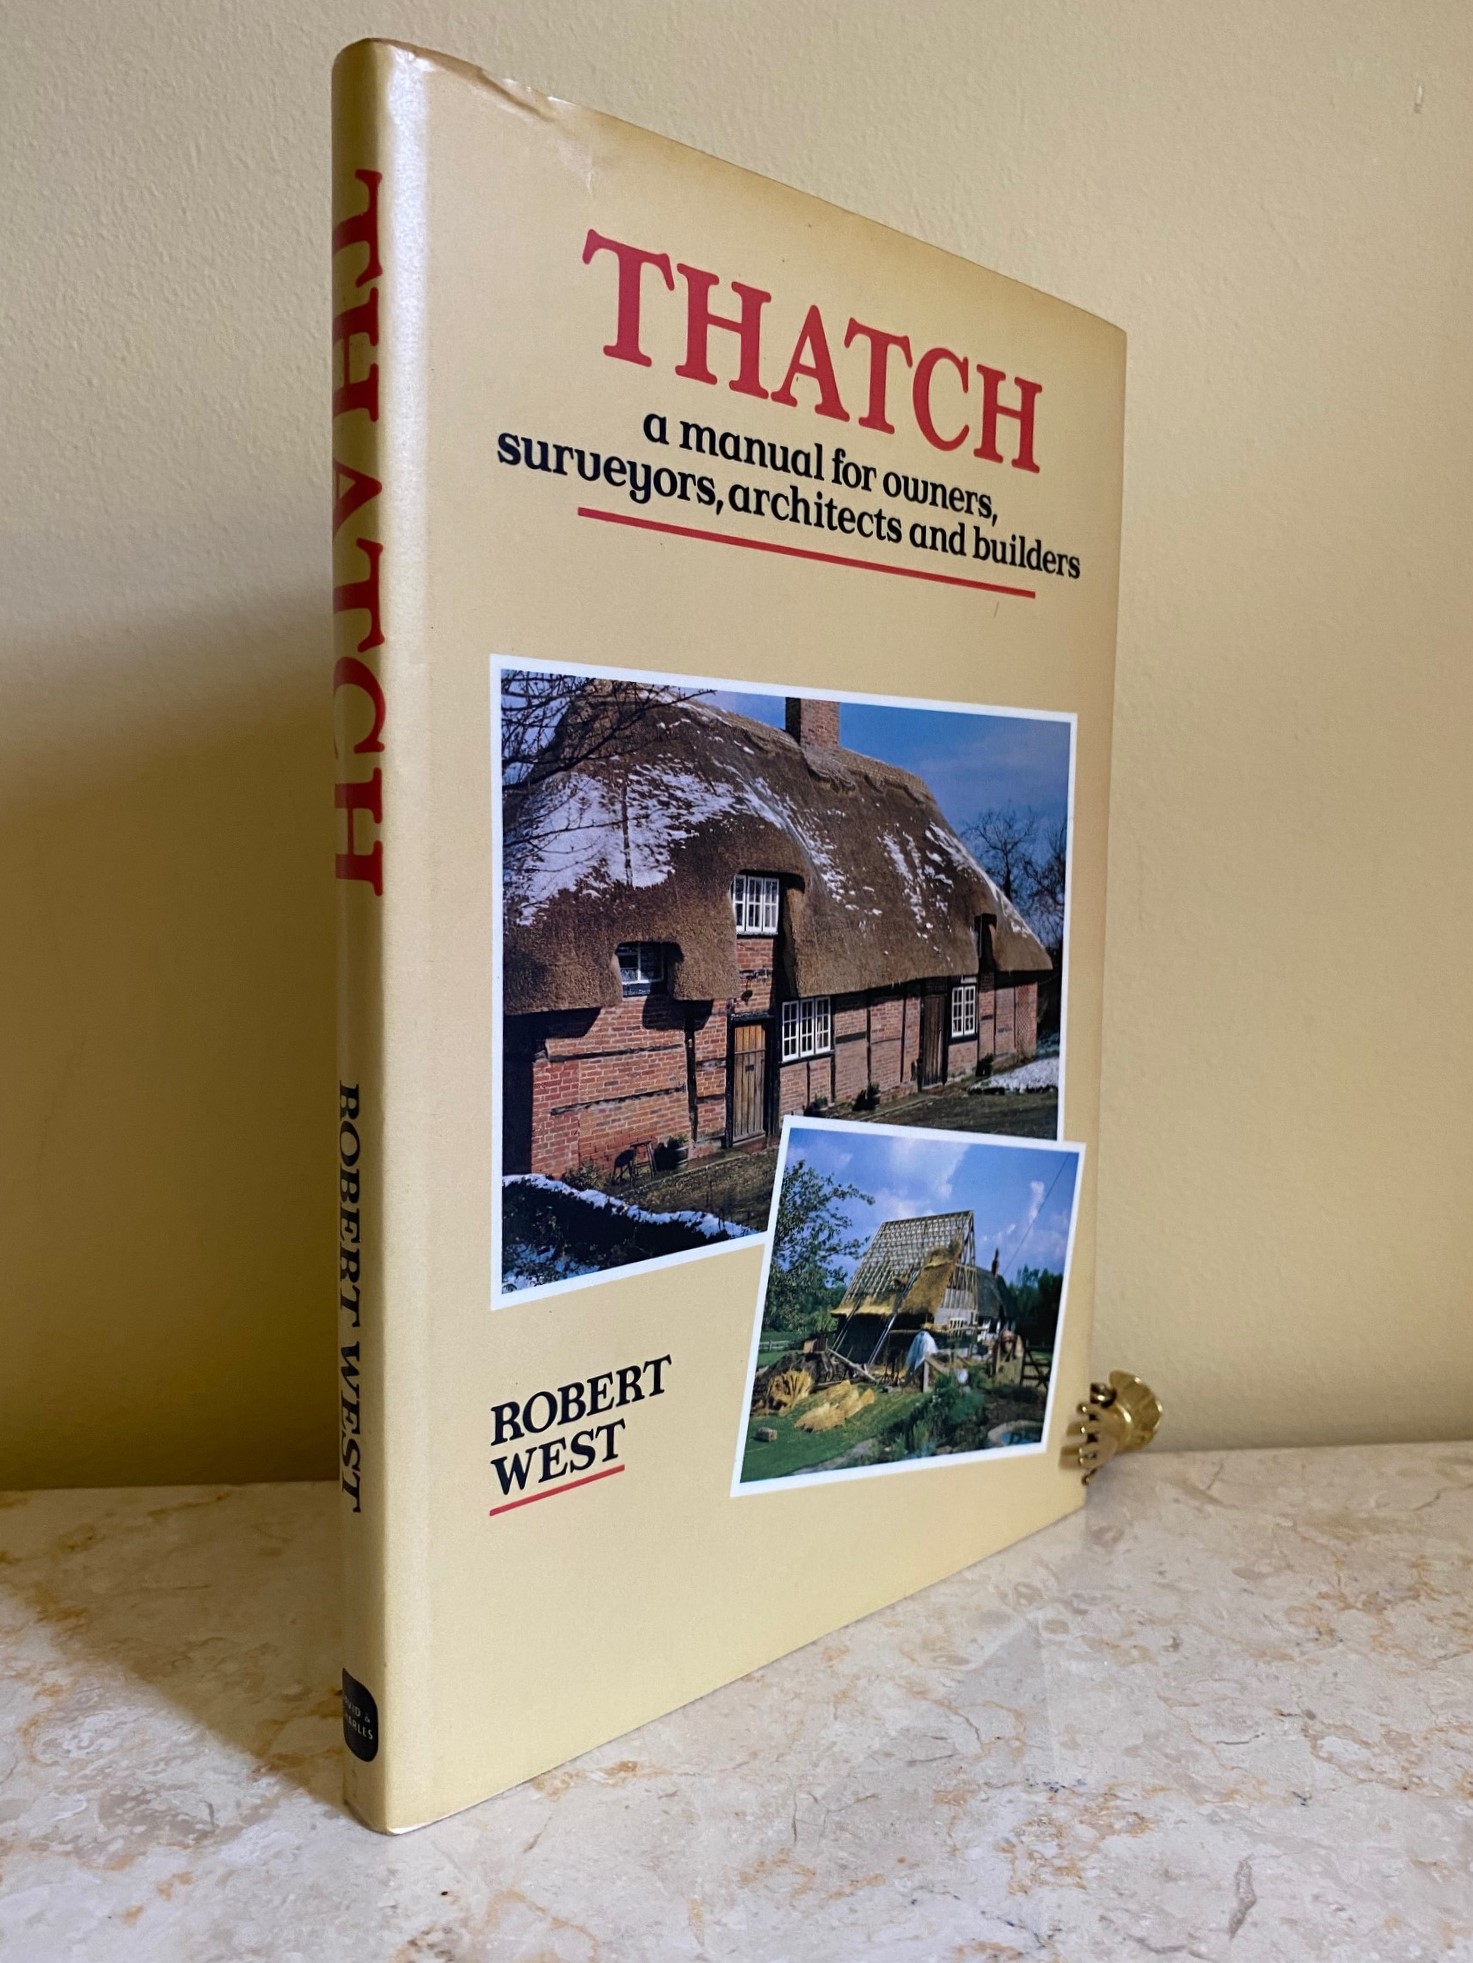 THATCH
ROBERT WEST
THATCH
a manual for owners,
surveyors, architects and builders
ROBERT
WEST